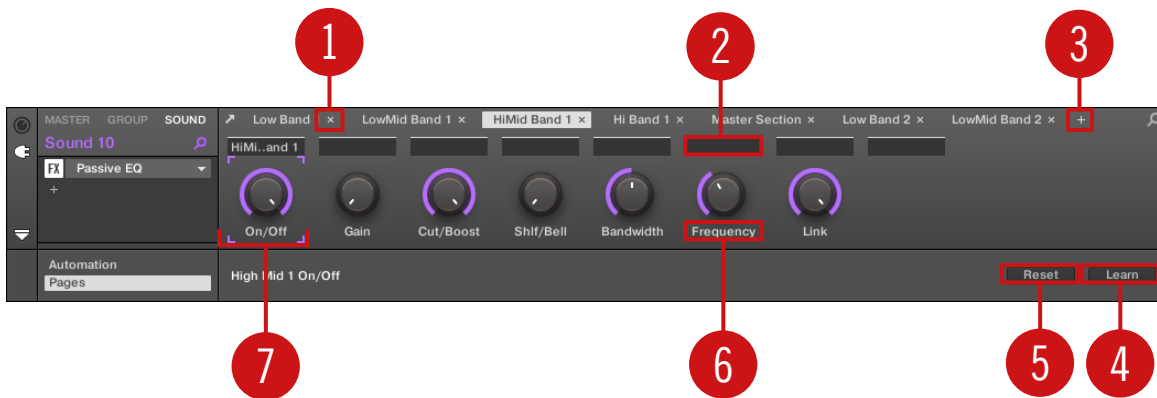 1 2 3
MASTER GROUP SOUND
Low Band 1 × LowMid Band 1 × HiMid Band 1 × Hi Band 1 × Master Section × Low Band 2 × LowMid Band 2 × +
Sound 10
HiMi..and 1
FX Passive EQ
+
On/Off Gain Cut/Boost Shlf/Bell Bandwidth Frequency Link
Automation
Pages
High Mid 1 On/Off
Reset Learn
7 6 5 4